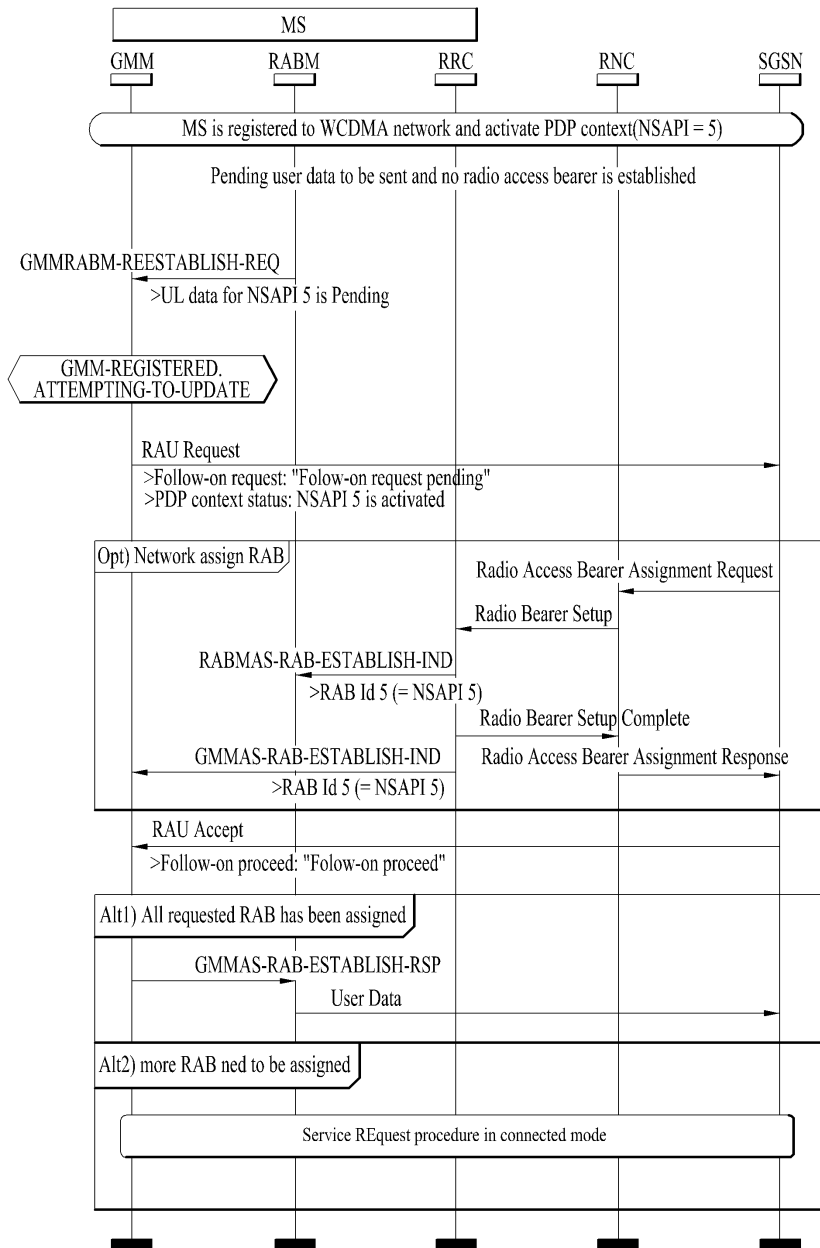 MS
GMM RABM RRC RNC SGSN
MS is registered to WCDMA network and activate PDP context(NSAPI = 5)
Pending user data to be sent and no radio access bearer is established
GMMRABM-REESTABLISH-REQ
>UL data for NSAPI 5 is Pending
GMM-REGISTERED.
ATTEMPTING-TO-UPDATE
RAU Request
>Follow-on request: "Folow-on request pending"
>PDP context status: NSAPI 5 is activated
Opt) Network assign RAB
Radio Access Bearer Assignment Request
Radio Bearer Setup
RABMAS-RAB-ESTABLISH-IND
>RAB Id 5 (= NSAPI 5)
Radio Bearer Setup Complete
GMMAS-RAB-ESTABLISH-IND
Radio Access Bearer Assignment Response
>RAB Id 5 (= NSAPI 5)
RAU Accept
>Follow-on proceed: "Folow-on proceed"
Alt1) All requested RAB has been assigned
GMMAS-RAB-ESTABLISH-RSP
User Data
Alt2) more RAB ned to be assigned
Service REquest procedure in connected mode